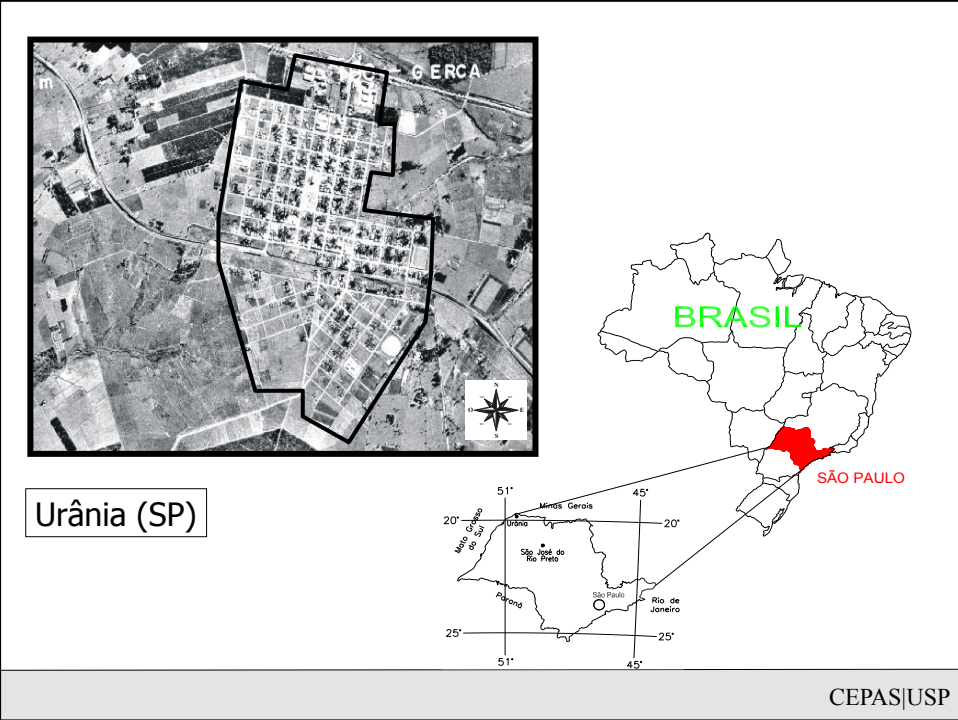 m
GERCA
N
O
E
S
BRASIL
SÃO PAULO
Urânia (SP)
51°
45°
Minas Gerais
20°
20°
Urânia
Mato Grosso
do Sul
São José do
Rio Preto
Paraná
São Paulo
Rio de
Janeiro
25°
25°
51°
45°
CEPAS|USP